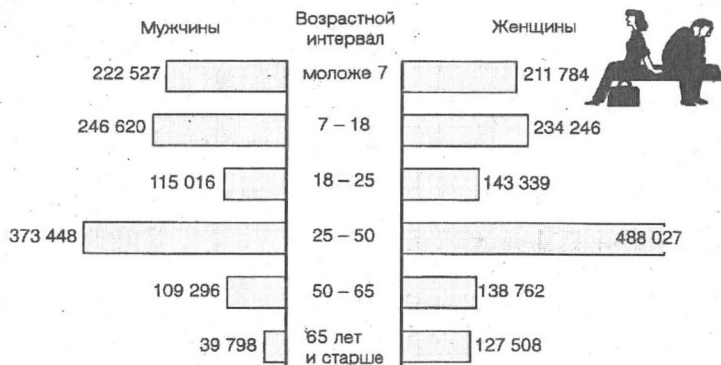 Мужчины
Возрастной
интервал
Женщины
222 527
моложе 7
211 784
246 620
7 – 18
234 246
115 016
18 – 25
143 339
373 448
25 – 50
488 027
109 296
50 – 65
138 762
39 798
65 лет
и старше
127 508